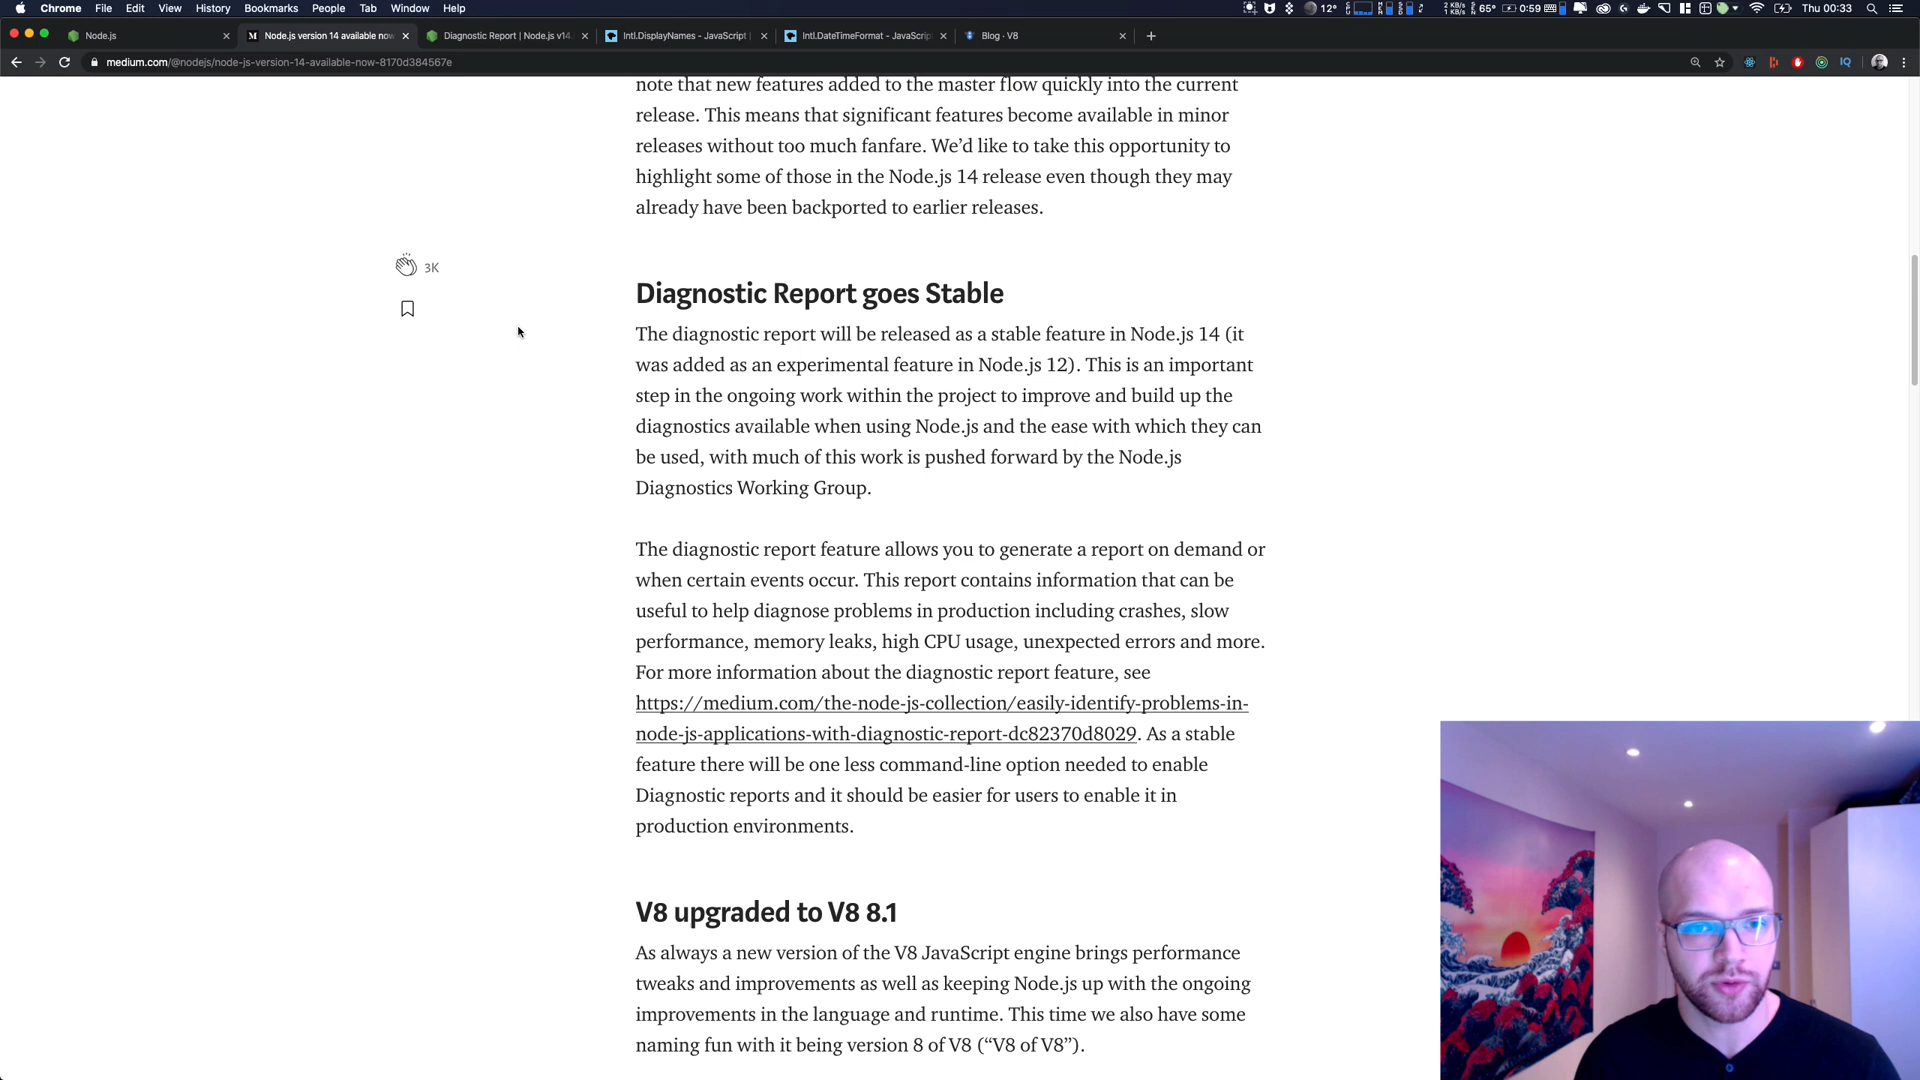 Chrome File Edit View History Bookmarks People Tab Window Help 12° 2 KB/s 1 KB/s 65° 0:59 Thu 00:33
Node.js
Node.js version 14 available now
Diagnostic Report | Node.js v14.
Intl.DisplayNames - JavaScript |
Intl.DateTimeFormat - JavaScrip
Blog · V8
medium.com/@nodejs/node-js-version-14-available-now-8170d384567e
note that new features added to the master flow quickly into the current
release. This means that significant features become available in minor
releases without too much fanfare. We’d like to take this opportunity to
highlight some of those in the Node.js 14 release even though they may
already have been backported to earlier releases.
3K
Diagnostic Report goes Stable
The diagnostic report will be released as a stable feature in Node.js 14 (it
was added as an experimental feature in Node.js 12). This is an important
step in the ongoing work within the project to improve and build up the
diagnostics available when using Node.js and the ease with which they can
be used, with much of this work is pushed forward by the Node.js
Diagnostics Working Group.
The diagnostic report feature allows you to generate a report on demand or
when certain events occur. This report contains information that can be
useful to help diagnose problems in production including crashes, slow
performance, memory leaks, high CPU usage, unexpected errors and more.
For more information about the diagnostic report feature, see
https://medium.com/the-node-js-collection/easily-identify-problems-in-
node-js-applications-with-diagnostic-report-dc82370d8029. As a stable
feature there will be one less command-line option needed to enable
Diagnostic reports and it should be easier for users to enable it in
production environments.
V8 upgraded to V8 8.1
As always a new version of the V8 JavaScript engine brings performance
tweaks and improvements as well as keeping Node.js up with the ongoing
improvements in the language and runtime. This time we also have some
naming fun with it being version 8 of V8 (“V8 of V8”).